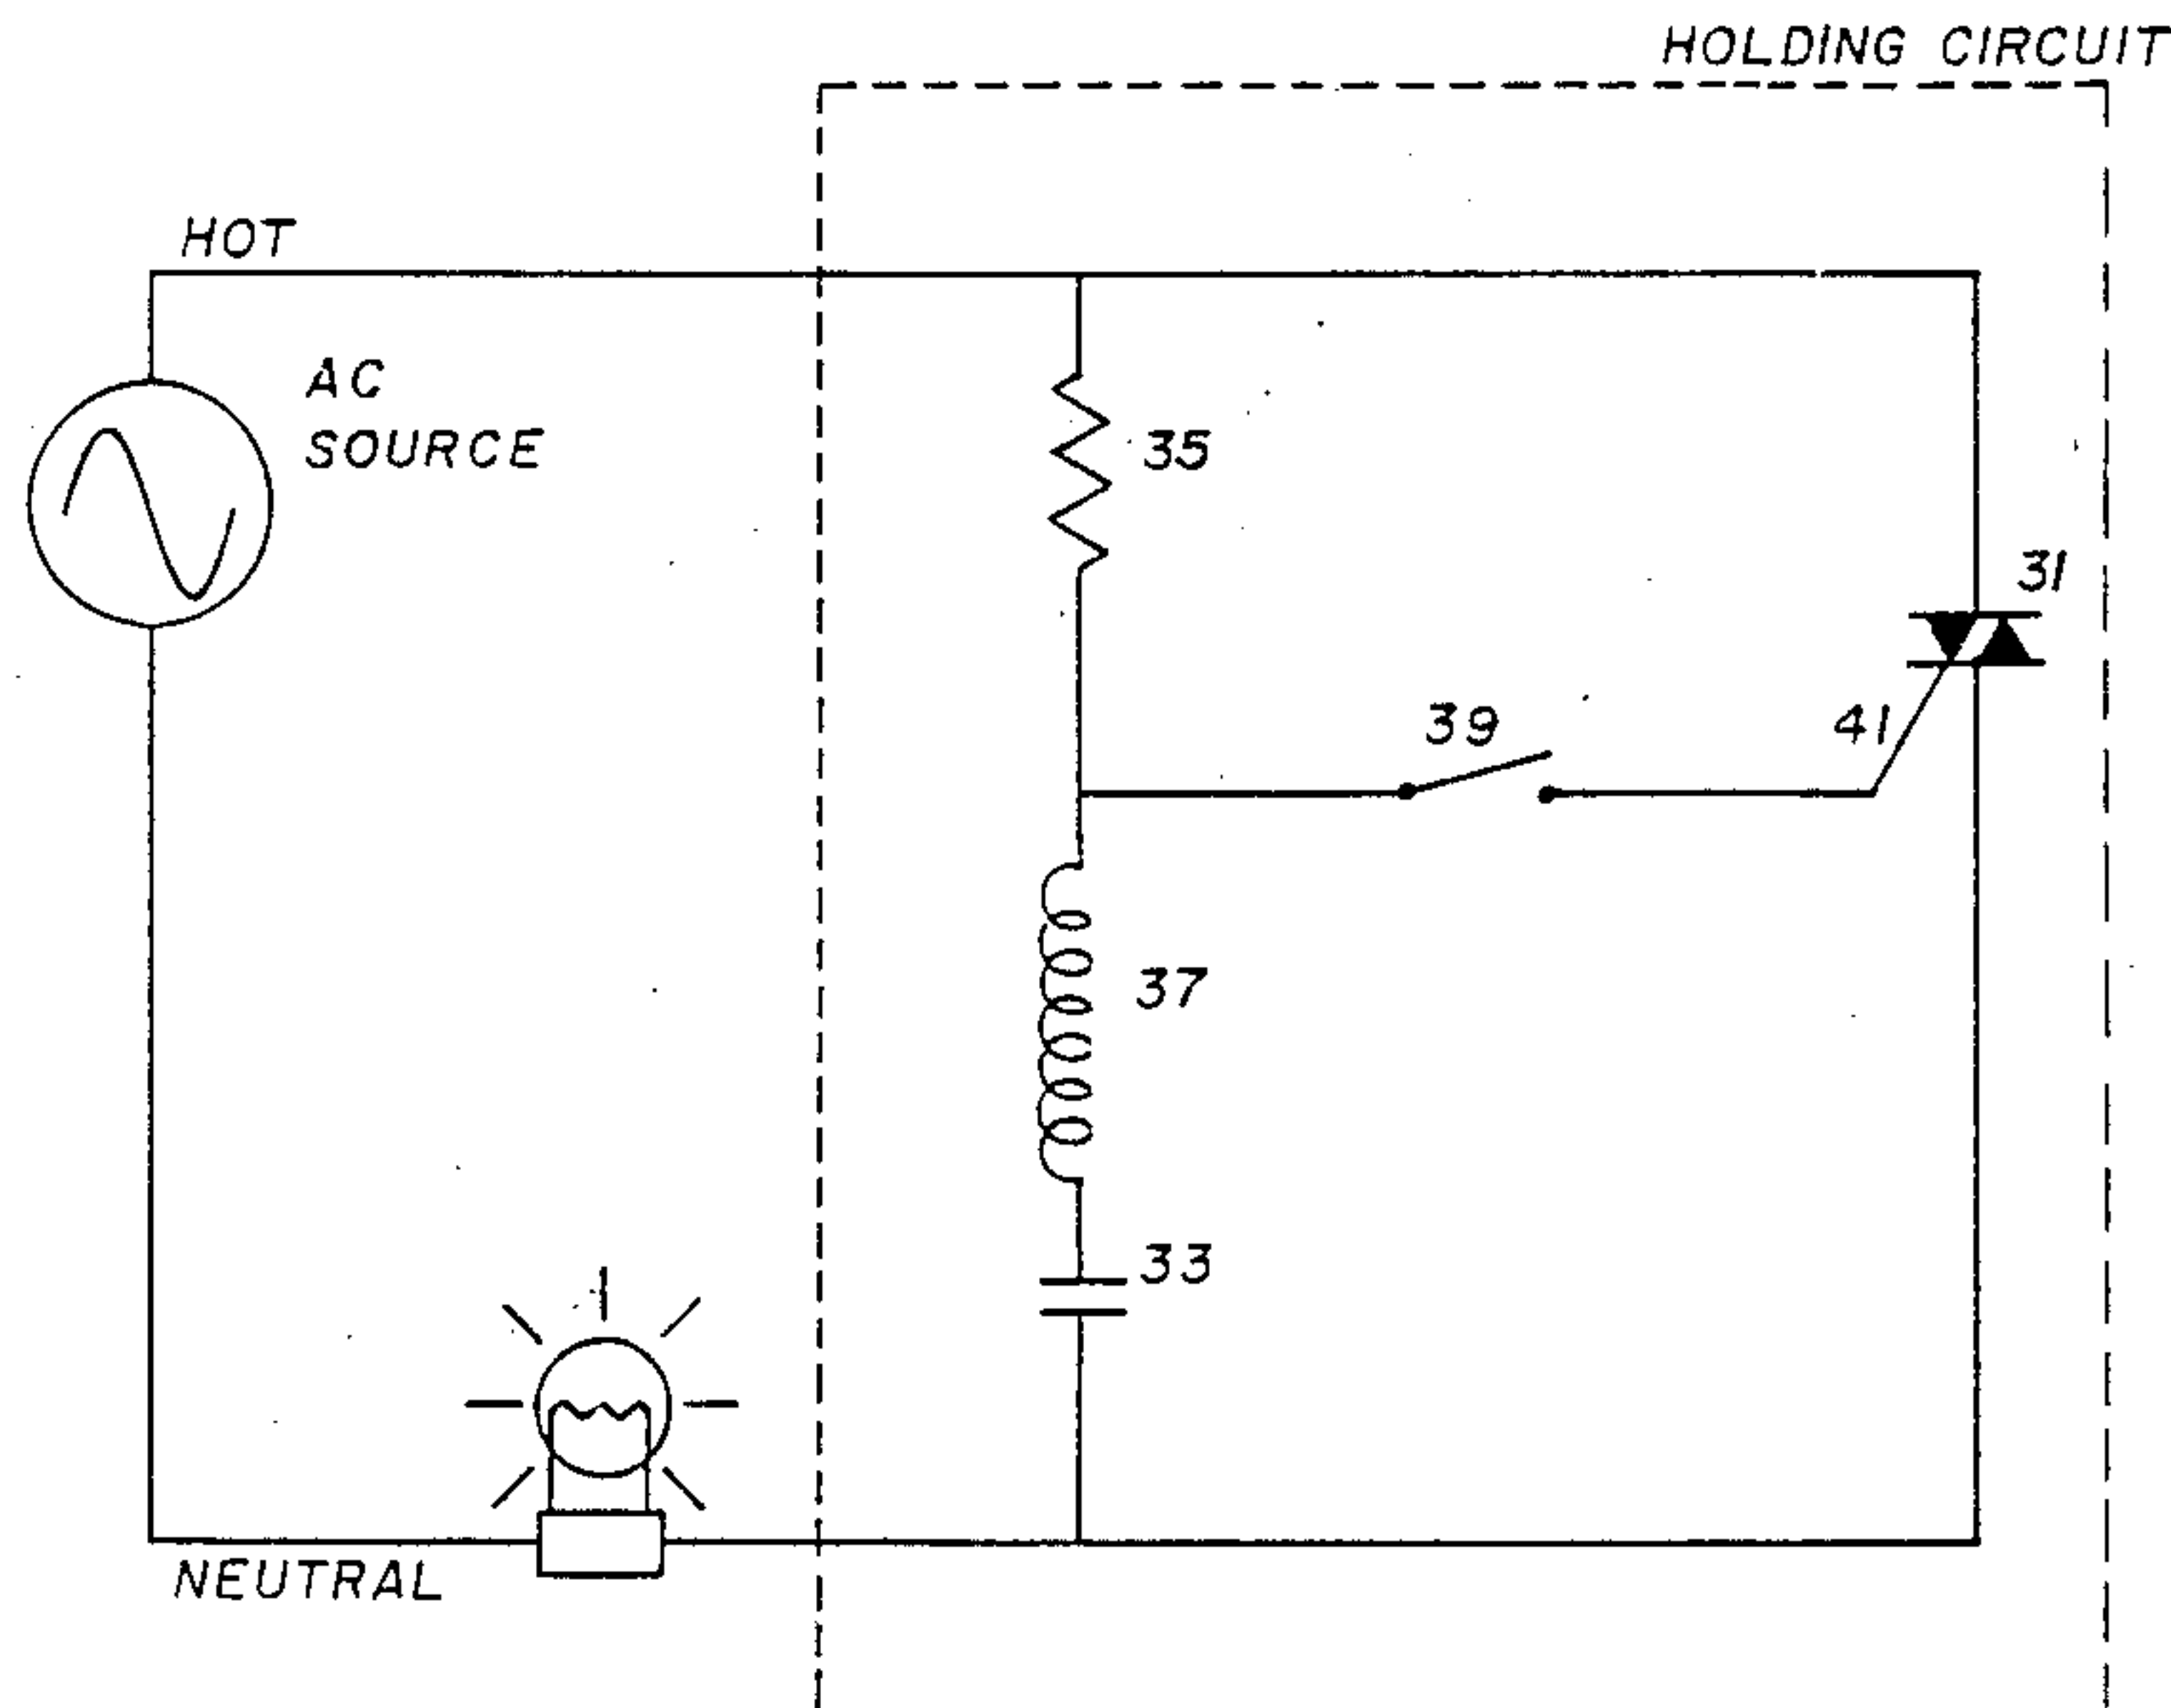 HOLDING CIRCUIT
HOT
AC
SOURCE
35
31
39
41
37
33
NEUTRAL